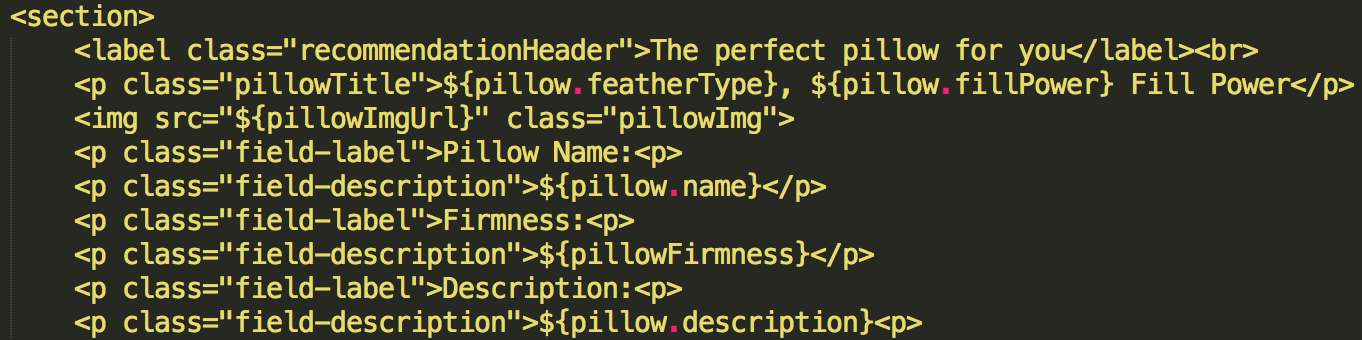 <section>
<label class="recommendationHeader">The perfect pillow for you</label><br>
<p class="pillowTitle">${pillow.featherType}, ${pillow.fillPower} Fill Power</p>
<img src="${pillowImgUrl}" class="pillowImg">
<p class="field-label">Pillow Name:<p>
<p class="field-description">${pillow.name}</p>
<p class="field-label">Firmness:<p>
<p class="field-description">${pillowFirmness}</p>
<p class="field-label">Description:<p>
<p class="field-description">${pillow.description}<p>